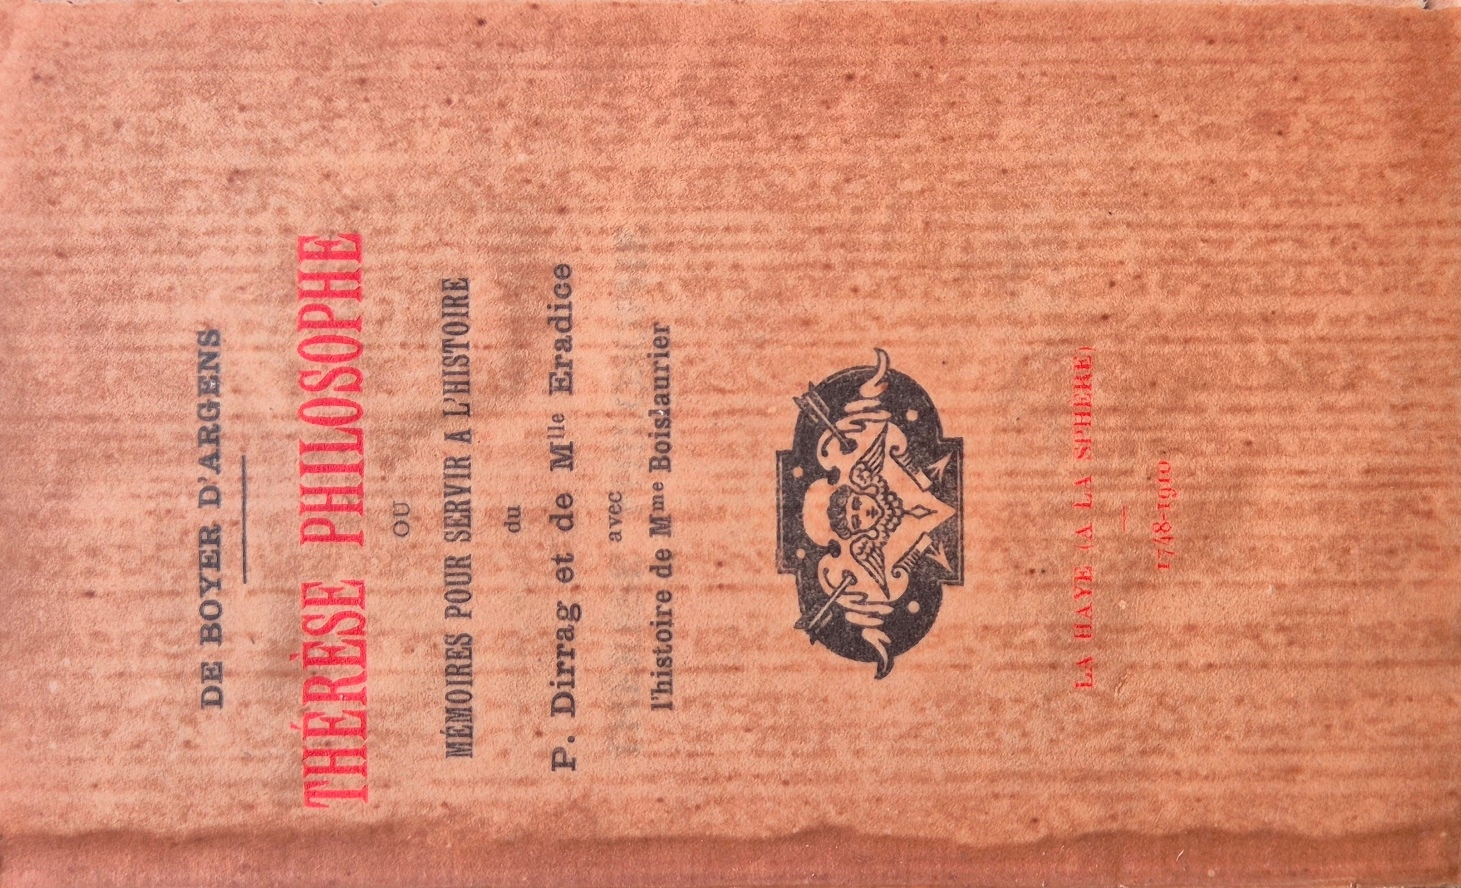 DE BOYER D'ARGENS
THÉRÈSE PHILOSOPHE
OU
MÉMOIRES POUR SERVIR A L'HISTOIRE
du
P. Dirrag et de Mlle Eradice
avec
l'histoire de Mme Boislaurier
LA HAYE (A LA SPHÈRE)
1748-1910